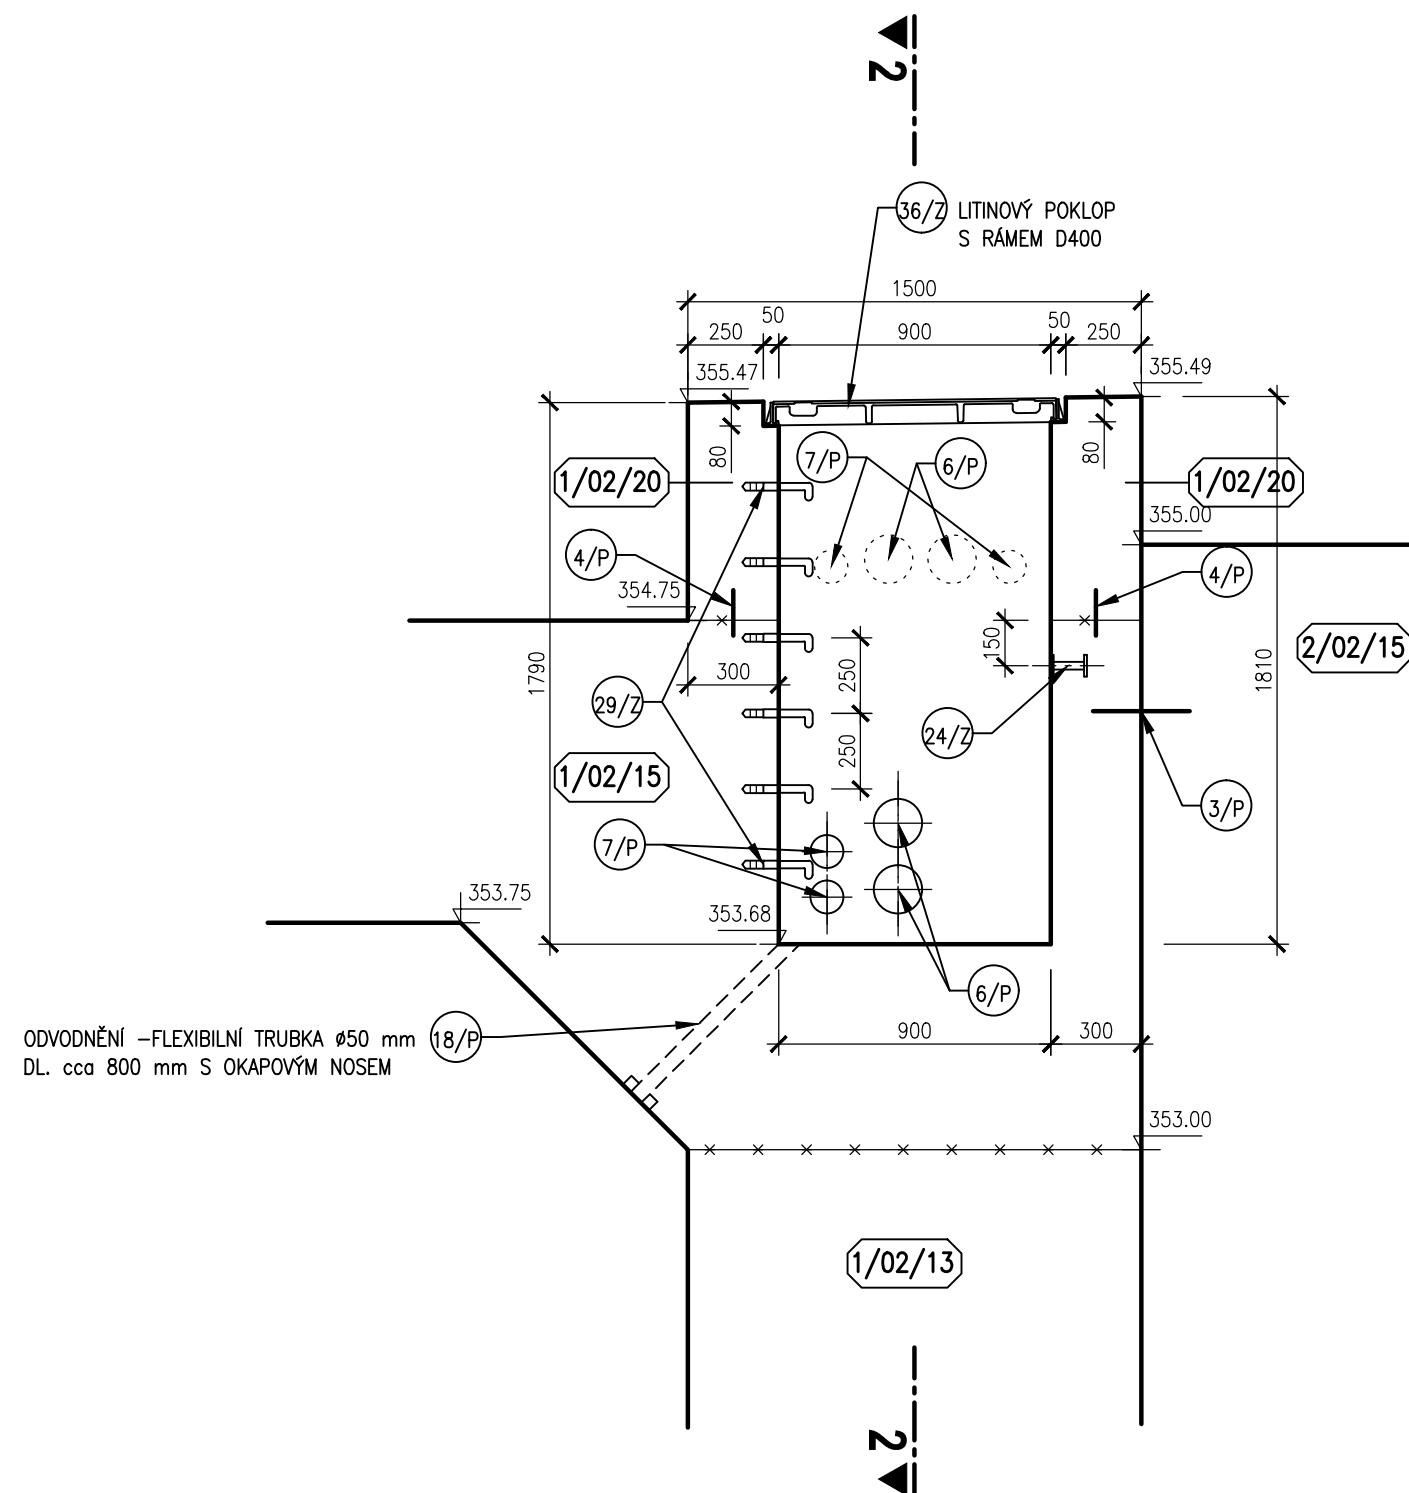 2
36/Z LITINOVÝ POKLOP
S RÁMEM D400
1500
50
50
250
900
250
355.47
355.49
80
80
7/P
6/P
1/02/20
1/02/20
355.00
4/P
4/P
354.75
150
2/02/15
1790
300
250
1810
29/Z
24/Z
250
1/02/15
3/P
7/P
353.75
353.68
6/P
ODVODNĚNÍ –FLEXIBILNÍ TRUBKA ø50 mm 18/P
DL. cca 800 mm S OKAPOVÝM NOSEM
900
300
353.00
1/02/13
2